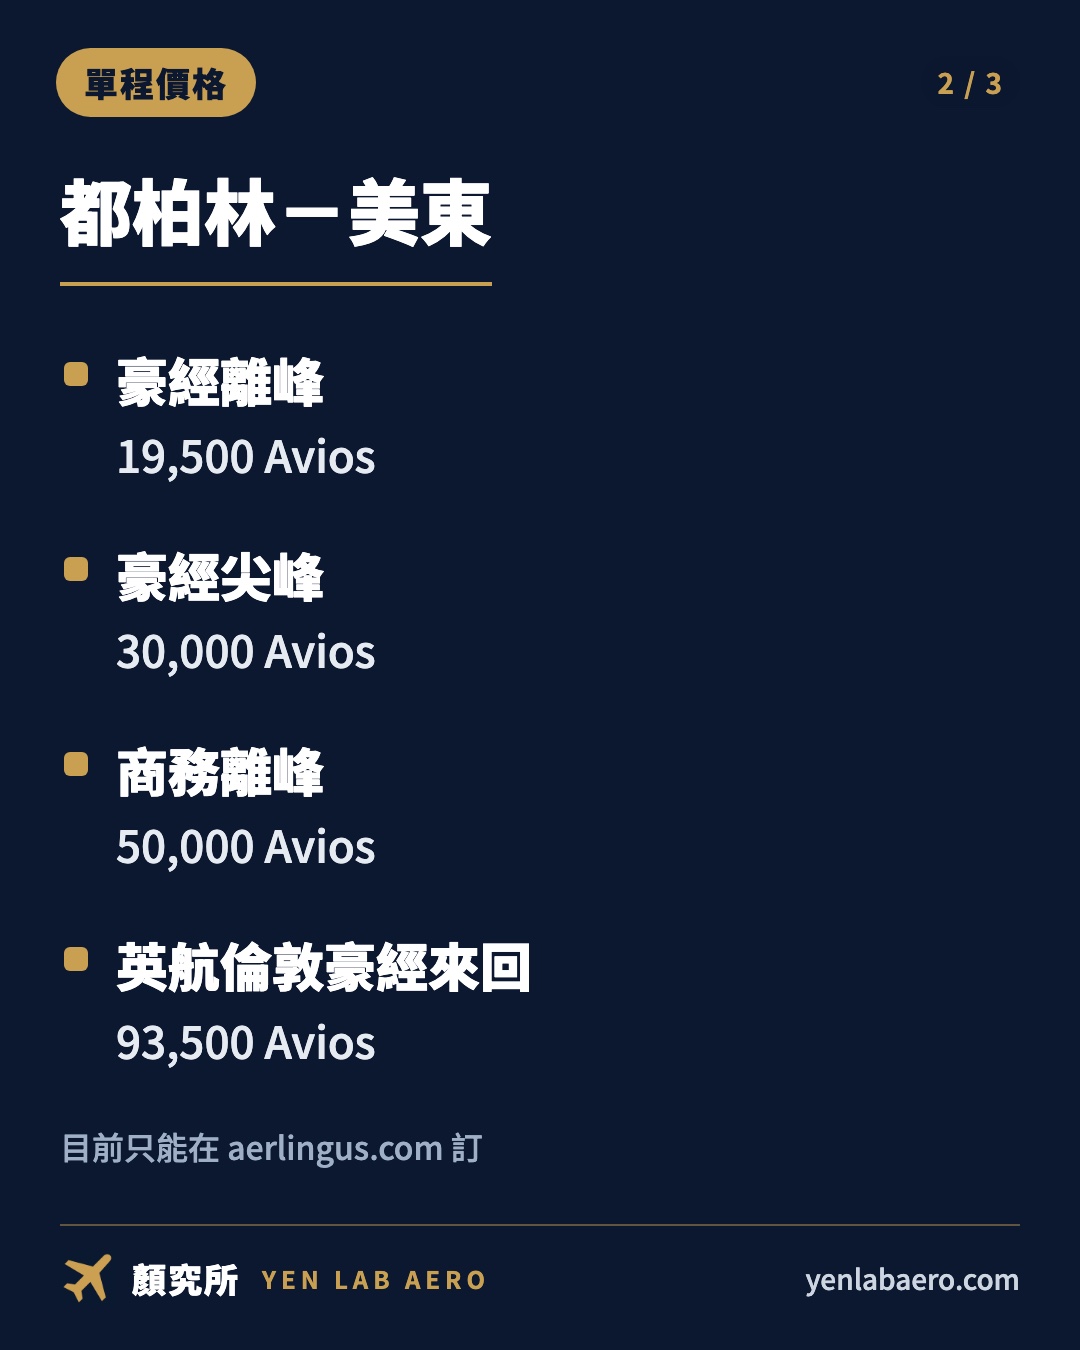 單程價格
2 / 3
都柏林－美東
豪經離峰
19,500 Avios
豪經尖峰
30,000 Avios
商務離峰
50,000 Avios
英航倫敦豪經來回
93,500 Avios
目前只能在 aerlingus.com 訂
顏究所 YEN LAB AERO
yenlabaero.com